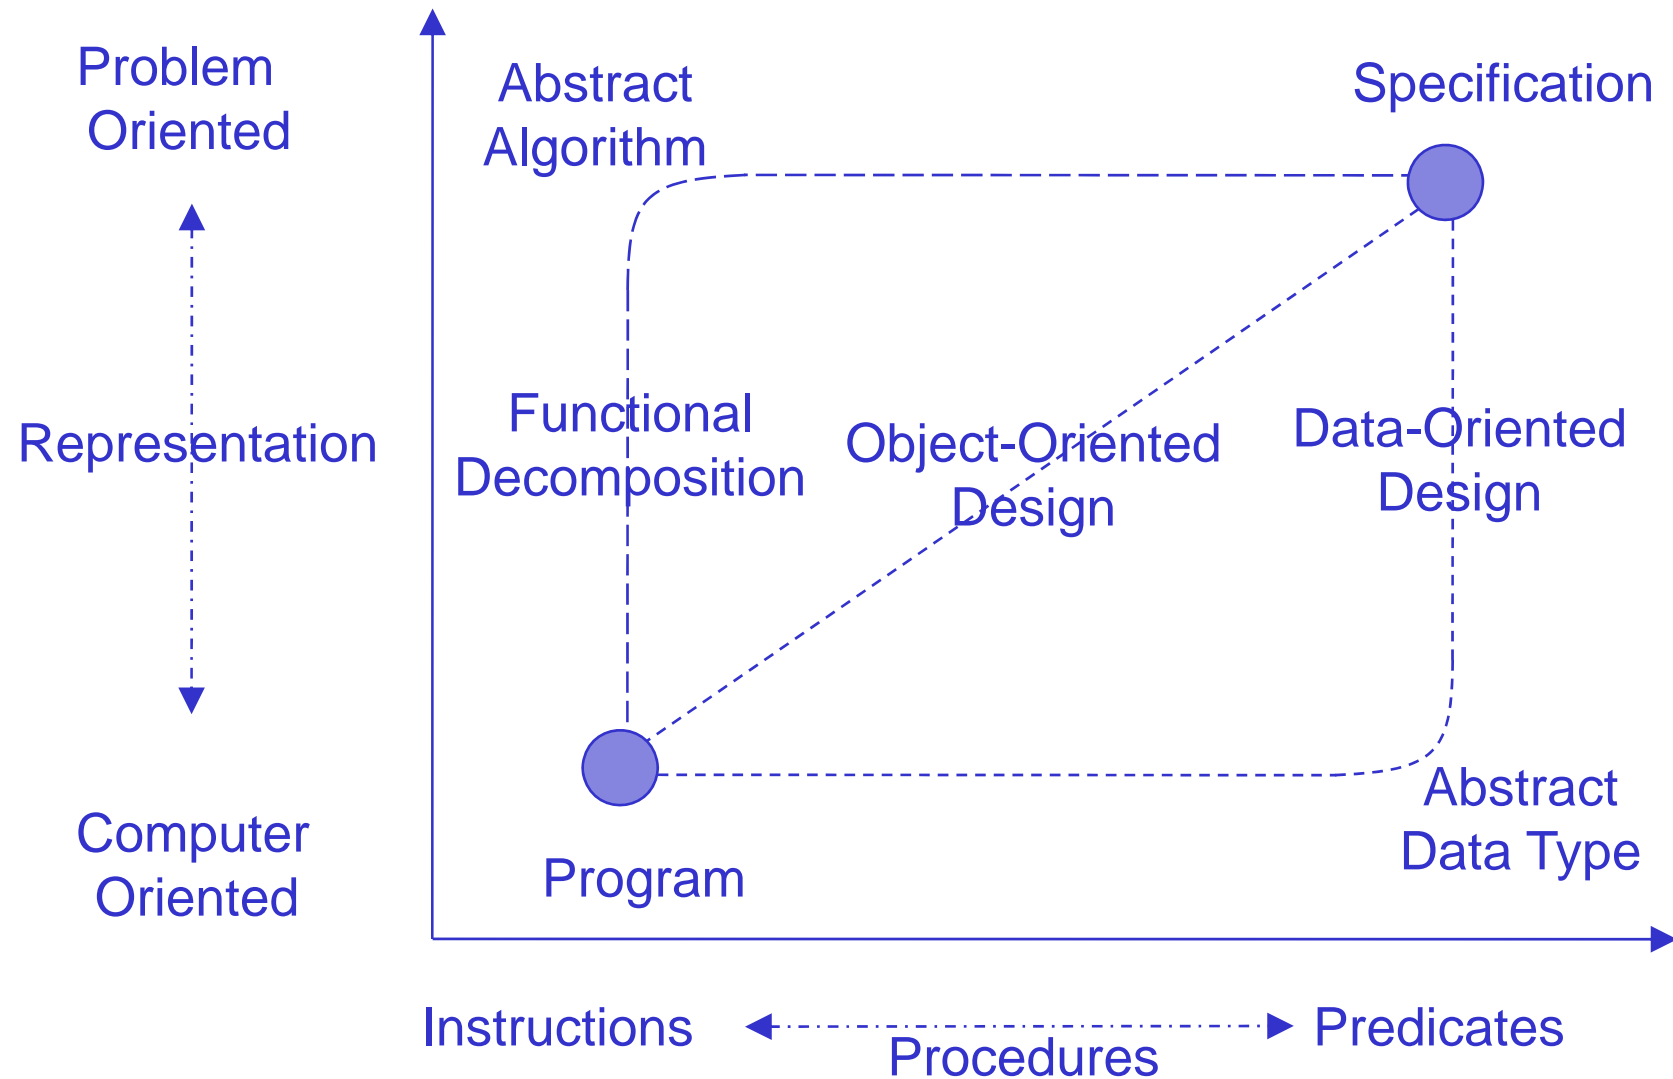 Problem
Oriented
Abstract
Algorithm
Specification
Representation
Functional
Decomposition
Object-Oriented
Design
Data-Oriented
Design
Computer
Oriented
Program
Abstract
Data Type
Instructions
Procedures
Predicates